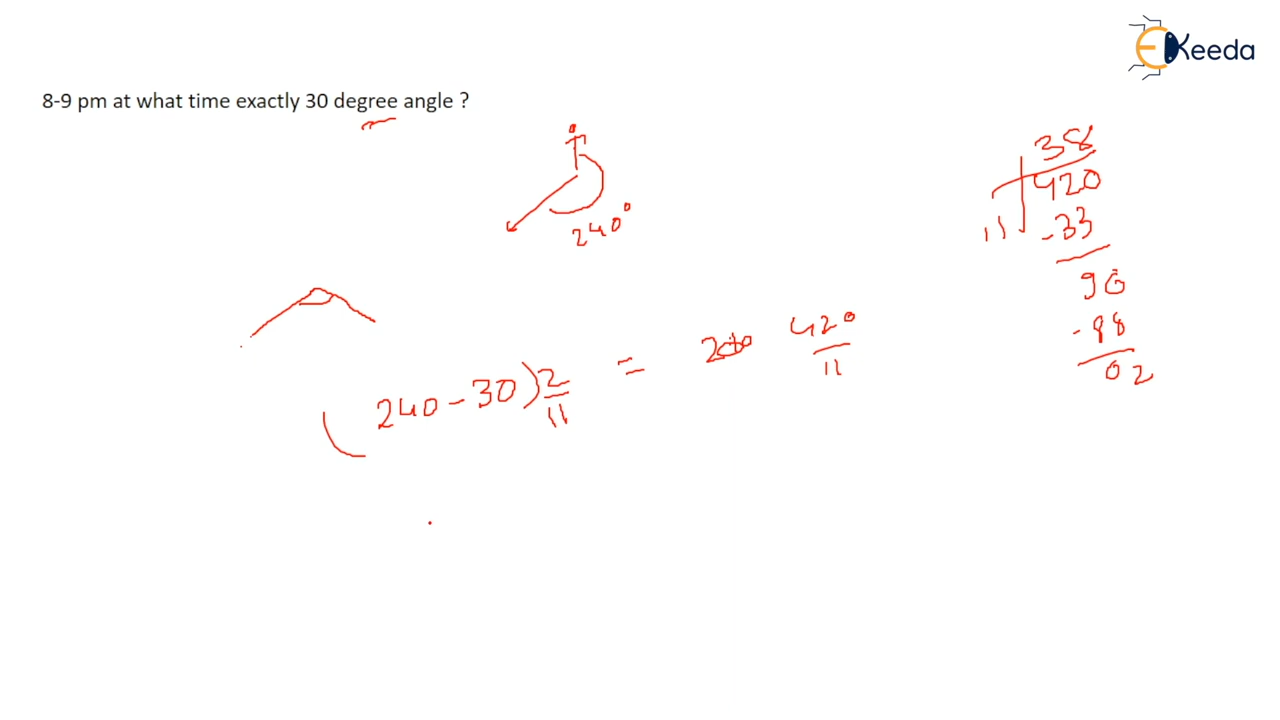 EKeeda
8-9 pm at what time exactly 30 degree angle ?
240°
(240-30)2/11 = 420/11
38
11 420
-33
90
-88
02